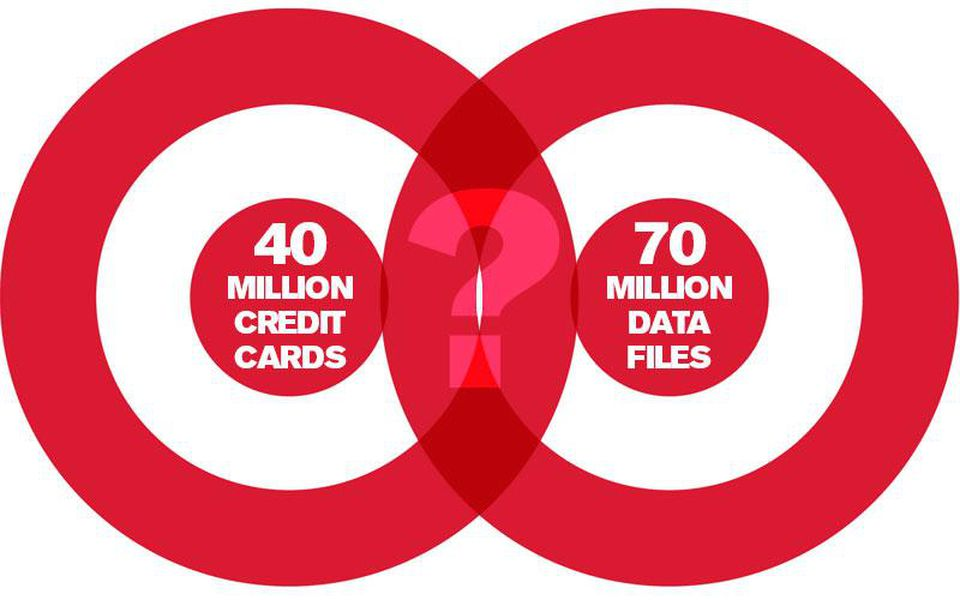 40
MILLION
CREDIT
CARDS
?
70
MILLION
DATA
FILES